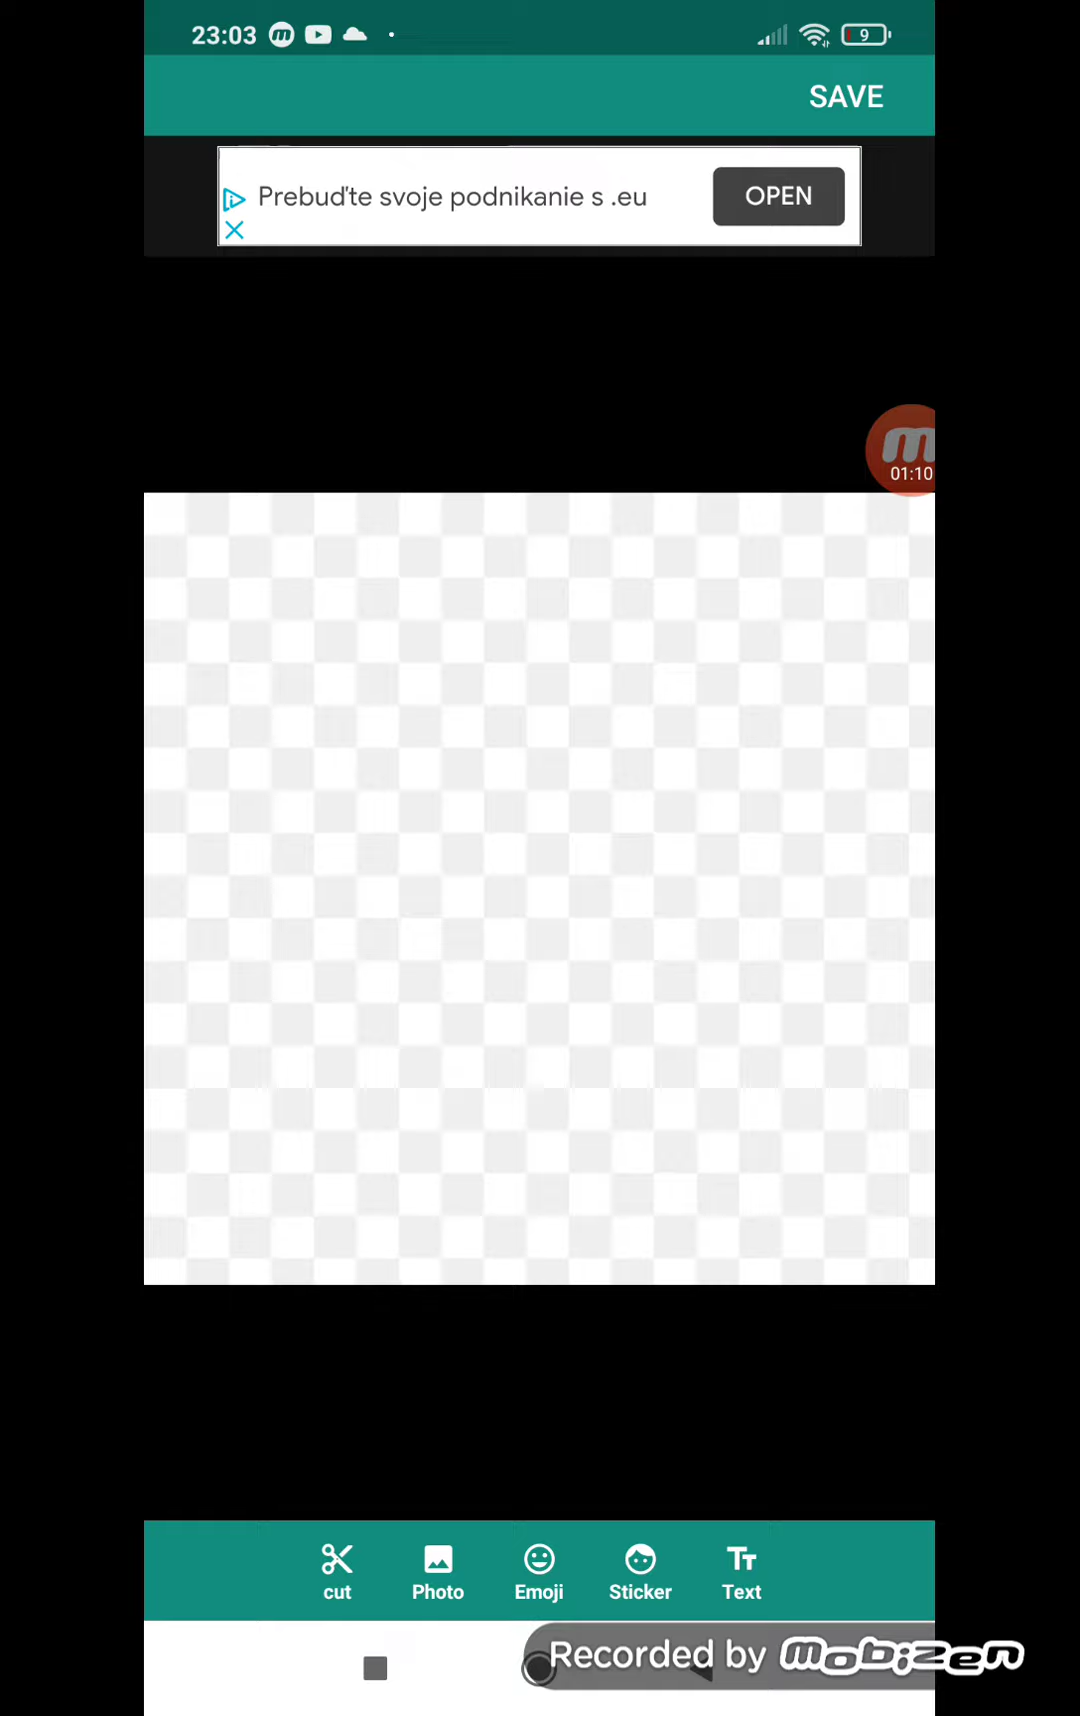 23:03
9
SAVE
Prebuďte svoje podnikanie s .eu
OPEN
01:10
cut
Photo
Emoji
Sticker
Text
Recorded by mobizen